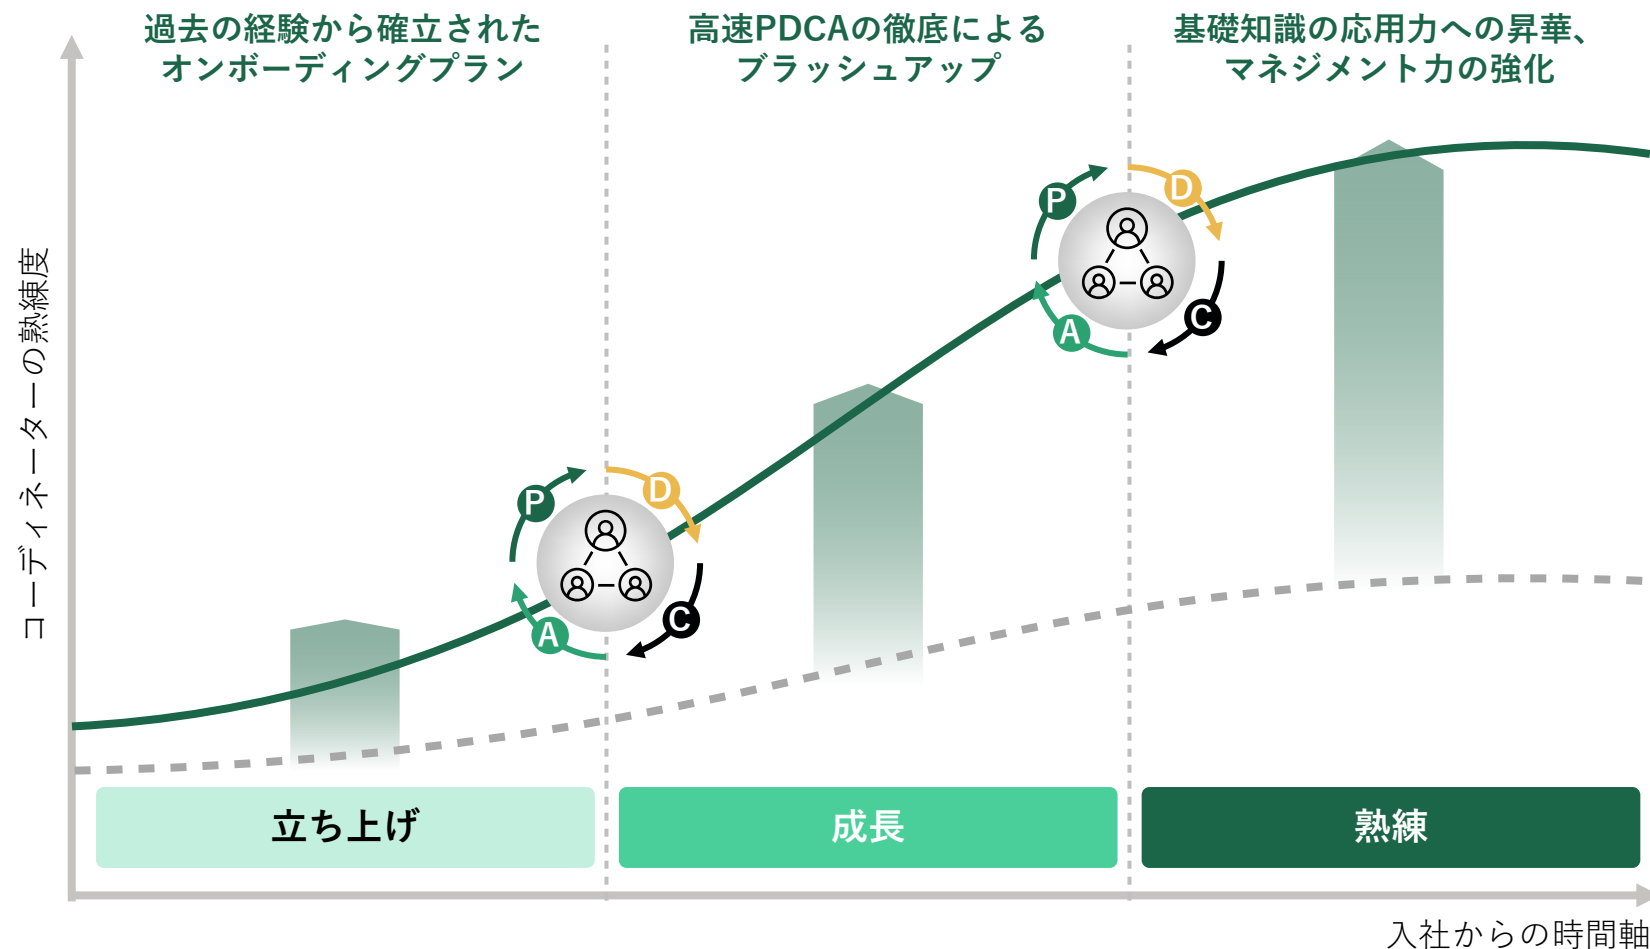 過去の経験から確立された
オンボーディングプラン
高速PDCAの徹底による
ブラッシュアップ
基礎知識の応用力への昇華、
マネジメント力の強化
コーディネーターの熟練度
P
D
C
A
P
D
C
A
立ち上げ
成長
熟練
入社からの時間軸